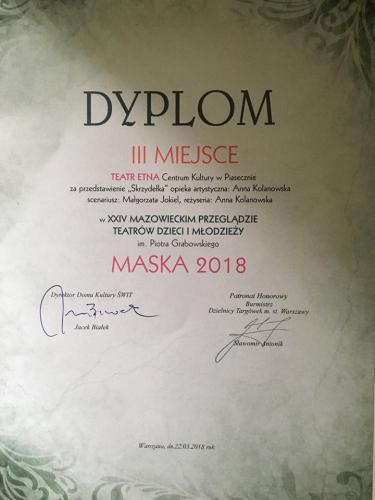 DYPLOM
III MIEJSCE
TEATR ETNA Centrum Kultury w Piasecznie
za przedstawienie „Skrzydełka” opieka artystyczna: Anna Kolanowska
scenariusz: Małgorzata Jokiel, reżyseria: Anna Kolanowska
w XXIV MAZOWIECKIM PRZEGLĄDZIE
TEATRÓW DZIECI I MŁODZIEŻY
im. Piotra Grabowskiego
MASKA 2018
Dyrektor Domu Kultury ŚWIT
Jacek Białek
Patronat Honorowy
Burmistrz
Dzielnicy Targówek m. st. Warszawy
Sławomir Antonik
Warszawa, dn.22.03.2018 rok